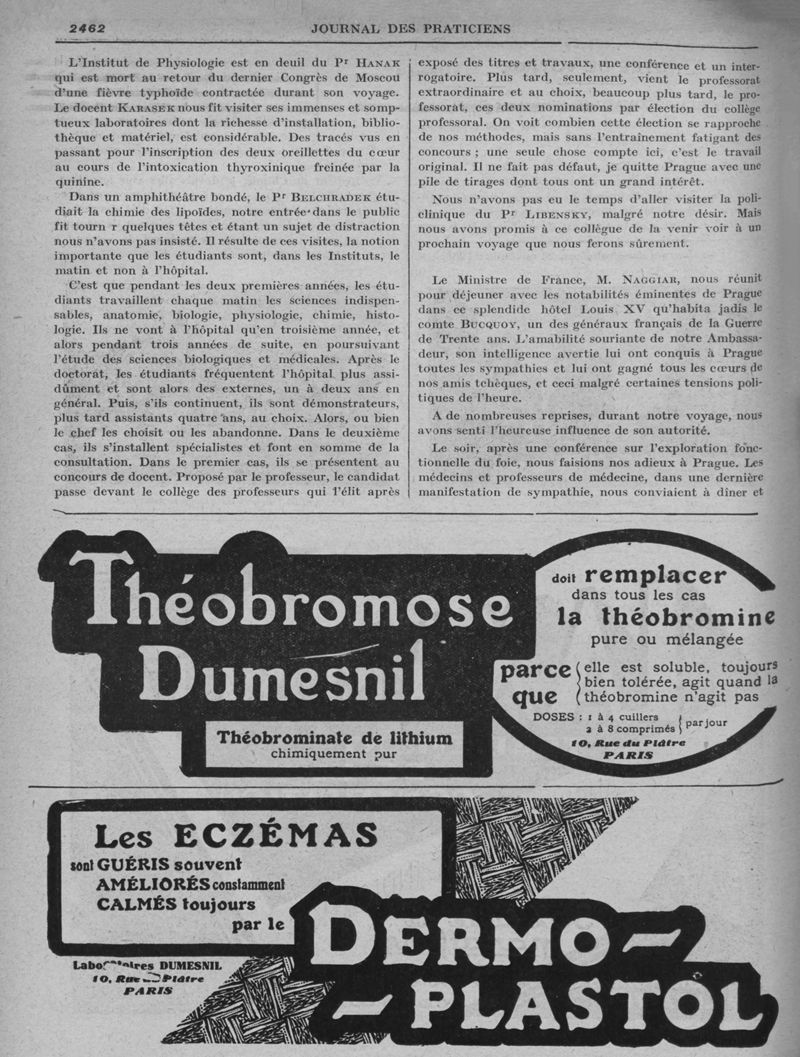 2462
JOURNAL DES PRATICIENS
L'Institut de Physiologie est en deuil du Pr HANAK
qui est mort au retour du dernier Congrès de Moscou
d'une fièvre typhoïde contractée durant son voyage.
Le docent KARASEK nous fit visiter ses immenses et somp-
tueux laboratoires dont la richesse d'installation, biblio-
thèque et matériel, est considérable. Des tracés vus en
passant pour l'inscription des deux oreillettes du cœur
au cours de l'intoxication thyroxinique freinée par la
quinine.
Dans un amphithéâtre bondé, le Pr BELCHRADEK étu-
diait la chimie des lipoïdes, notre entrée dans le public
fit tourn r quelques têtes et étant un sujet de distraction
nous n'avons pas insisté. Il résulte de ces visites, la notion
importante que les étudiants sont, dans les Instituts, le
matin et non à l'hôpital.
C'est que pendant les deux premières années, les étu-
diants travaillent chaque matin les sciences indispen-
sables, anatomie, biologie, physiologie, chimie, histo-
logie. Ils ne vont à l'hôpital qu'en troisième année, et
alors pendant trois années de suite, en poursuivant
l'étude des sciences biologiques et médicales. Après le
doctorat, les étudiants fréquentent l'hôpital plus assi-
dûment et sont alors des externes, un à deux ans en
général. Puis, s'ils continuent, ils sont démonstrateurs,
plus tard assistants quatre ans, au choix. Alors, ou bien
le chef les choisit ou les abandonne. Dans le deuxième
cas, ils s'installent spécialistes et font en somme de la
consultation. Dans le premier cas, ils se présentent au
concours de docent. Proposé par le professeur, le candidat
passe devant le collège des professeurs qui l'élit après
exposé des titres et travaux, une conférence et un inter-
rogatoire. Plus tard, seulement, vient le professorat
extraordinaire et au choix, beaucoup plus tard, le pro-
fessorat, ces deux nominations par élection du collège
professoral. On voit combien cette élection se rapproche
de nos méthodes, mais sans l'entraînement fatigant des
concours ; une seule chose compte ici, c'est le travail
original. Il ne fait pas défaut, je quitte Prague avec une
pile de tirages dont tous ont un grand intérêt.
Nous n'avons pas eu le temps d'aller visiter la poli-
clinique du Pr LIBENSKY, malgré notre désir. Mais
nous avons promis à ce collègue de la venir voir à un
prochain voyage que nous ferons sûrement.
Le Ministre de France, M. NAGGIAR, nous réunit
pour déjeuner avec les notabilités éminentes de Prague
dans ce splendide hôtel Louis XV qu'habita jadis le
comte BUCQUOY, un des généraux français de la Guerre
de Trente ans. L'amabilité souriante de notre Ambassa-
deur, son intelligence avertie lui ont conquis à Prague
toutes les sympathies et lui ont gagné tous les cœurs de
nos amis tchèques, et ceci malgré certaines tensions poli-
tiques de l'heure.
A de nombreuses reprises, durant notre voyage, nous
avons senti l'heureuse influence de son autorité.
Le soir, après une conférence sur l'exploration fonc-
tionnelle du foie, nous faisions nos adieux à Prague. Les
médecins et professeurs de médecine, dans une dernière
manifestation de sympathie, nous conviaient à diner et
Théobromose
Dumesnil
Théobrominate de lithium
chimiquement pur
doit remplacer
dans tous les cas
la théobromine
pure ou mélangée
parce que
elle est soluble, toujours
bien tolérée, agit quand la
théobromine n'agit pas
DOSES : 1 à 4 cuillers
2 à 8 comprimés
par jour
10, Rue du Plâtre
PARIS
Les ECZÉMAS
sont GUÉRIS souvent
AMÉLIORÉS constamment
CALMÉS toujours
par le
DERMO-
-PLASTOL
Laboratoires DUMESNIL
10, Rue du Plâtre
PARIS